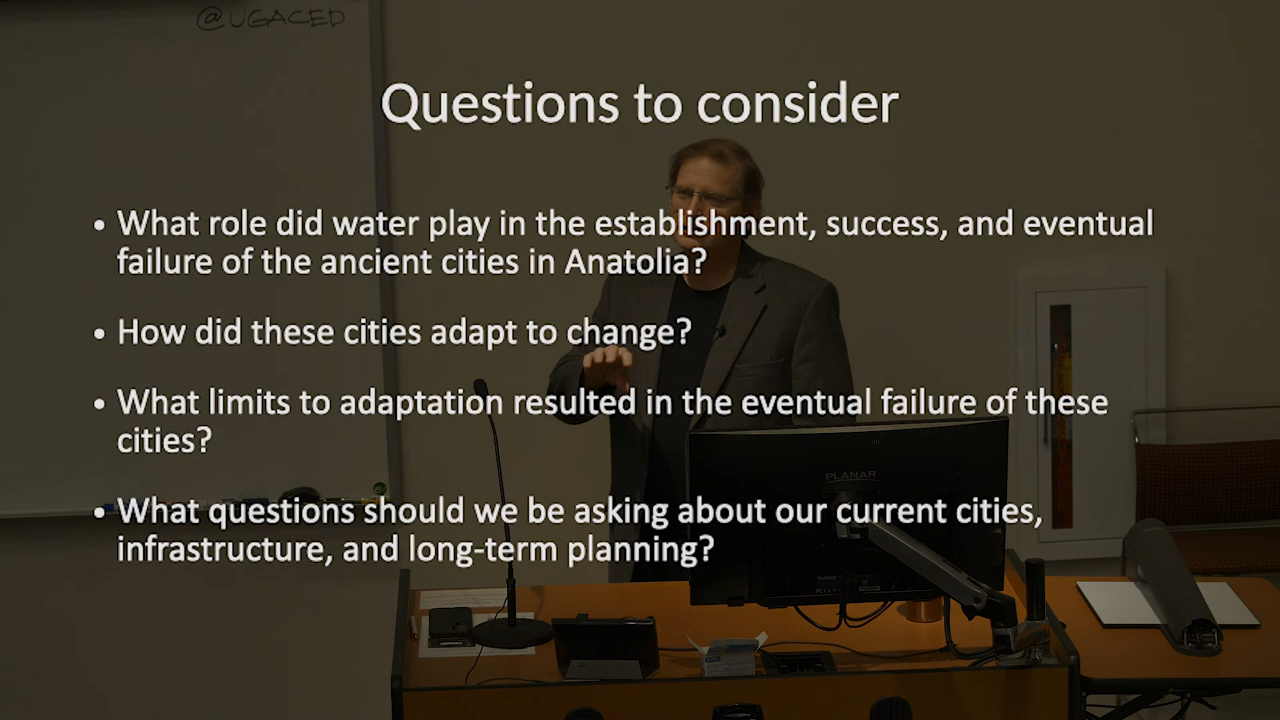 @UGACED
Questions to consider
• What role did water play in the establishment, success, and eventual
failure of the ancient cities in Anatolia?
• How did these cities adapt to change?
• What limits to adaptation resulted in the eventual failure of these
cities?
PLANAR
• What questions should we be asking about our current cities,
infrastructure, and long-term planning?